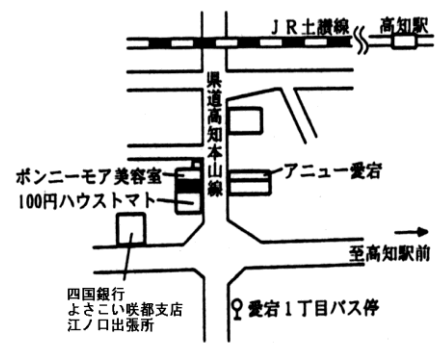 JR土讃線
高知駅
県道高知本山線
ボンニーモア美容室
アニュー愛宕
100円ハウストマト
至高知駅前
四国銀行
よさこい咲都支店
江ノ口出張所
愛宕1丁目バス停